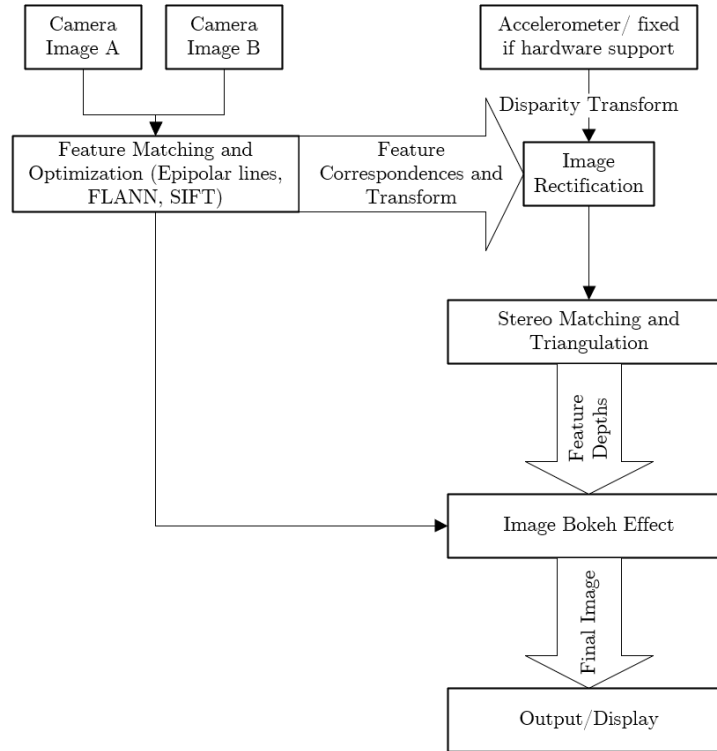 Camera
Image A
Camera
Image B
Accelerometer/ fixed
if hardware support
Disparity Transform
Feature Matching and
Optimization (Epipolar lines,
FLANN, SIFT)
Feature
Correspondences and
Transform
Image
Rectification
Stereo Matching and
Triangulation
Feature
Depths
Image Bokeh Effect
Final Image
Output/Display